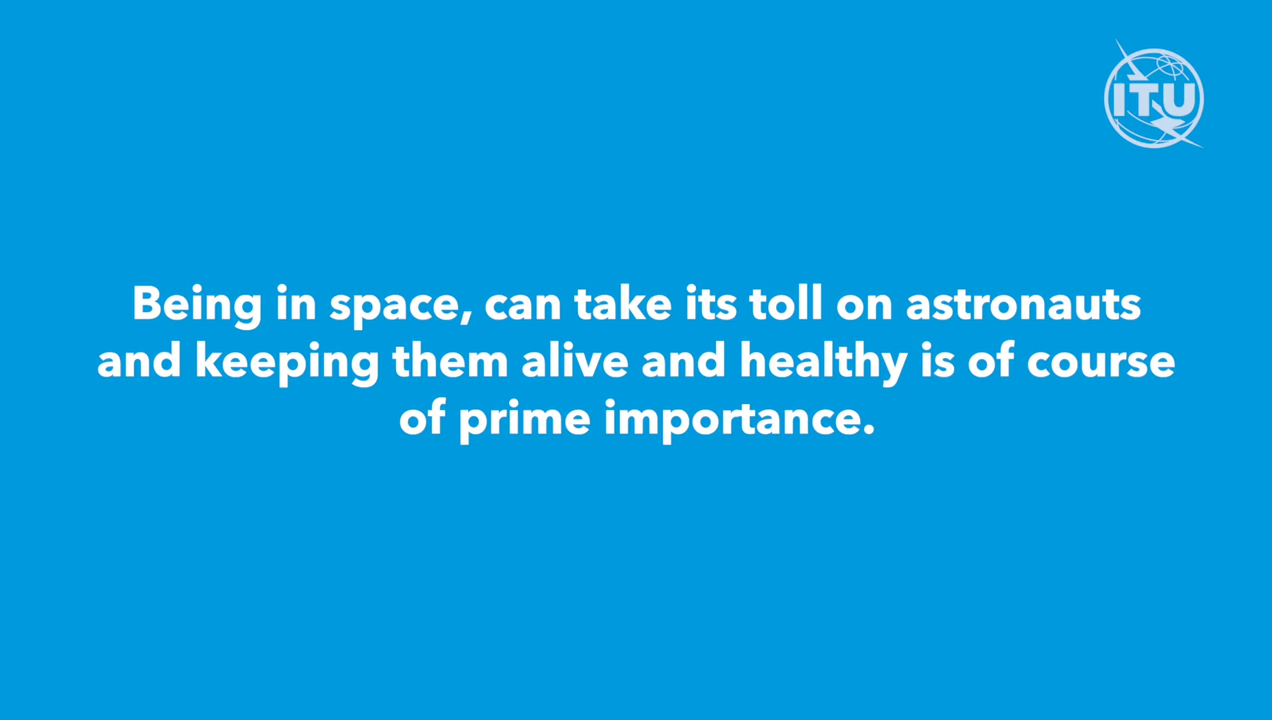 ITU
Being in space, can take its toll on astronauts
and keeping them alive and healthy is of course
of prime importance.